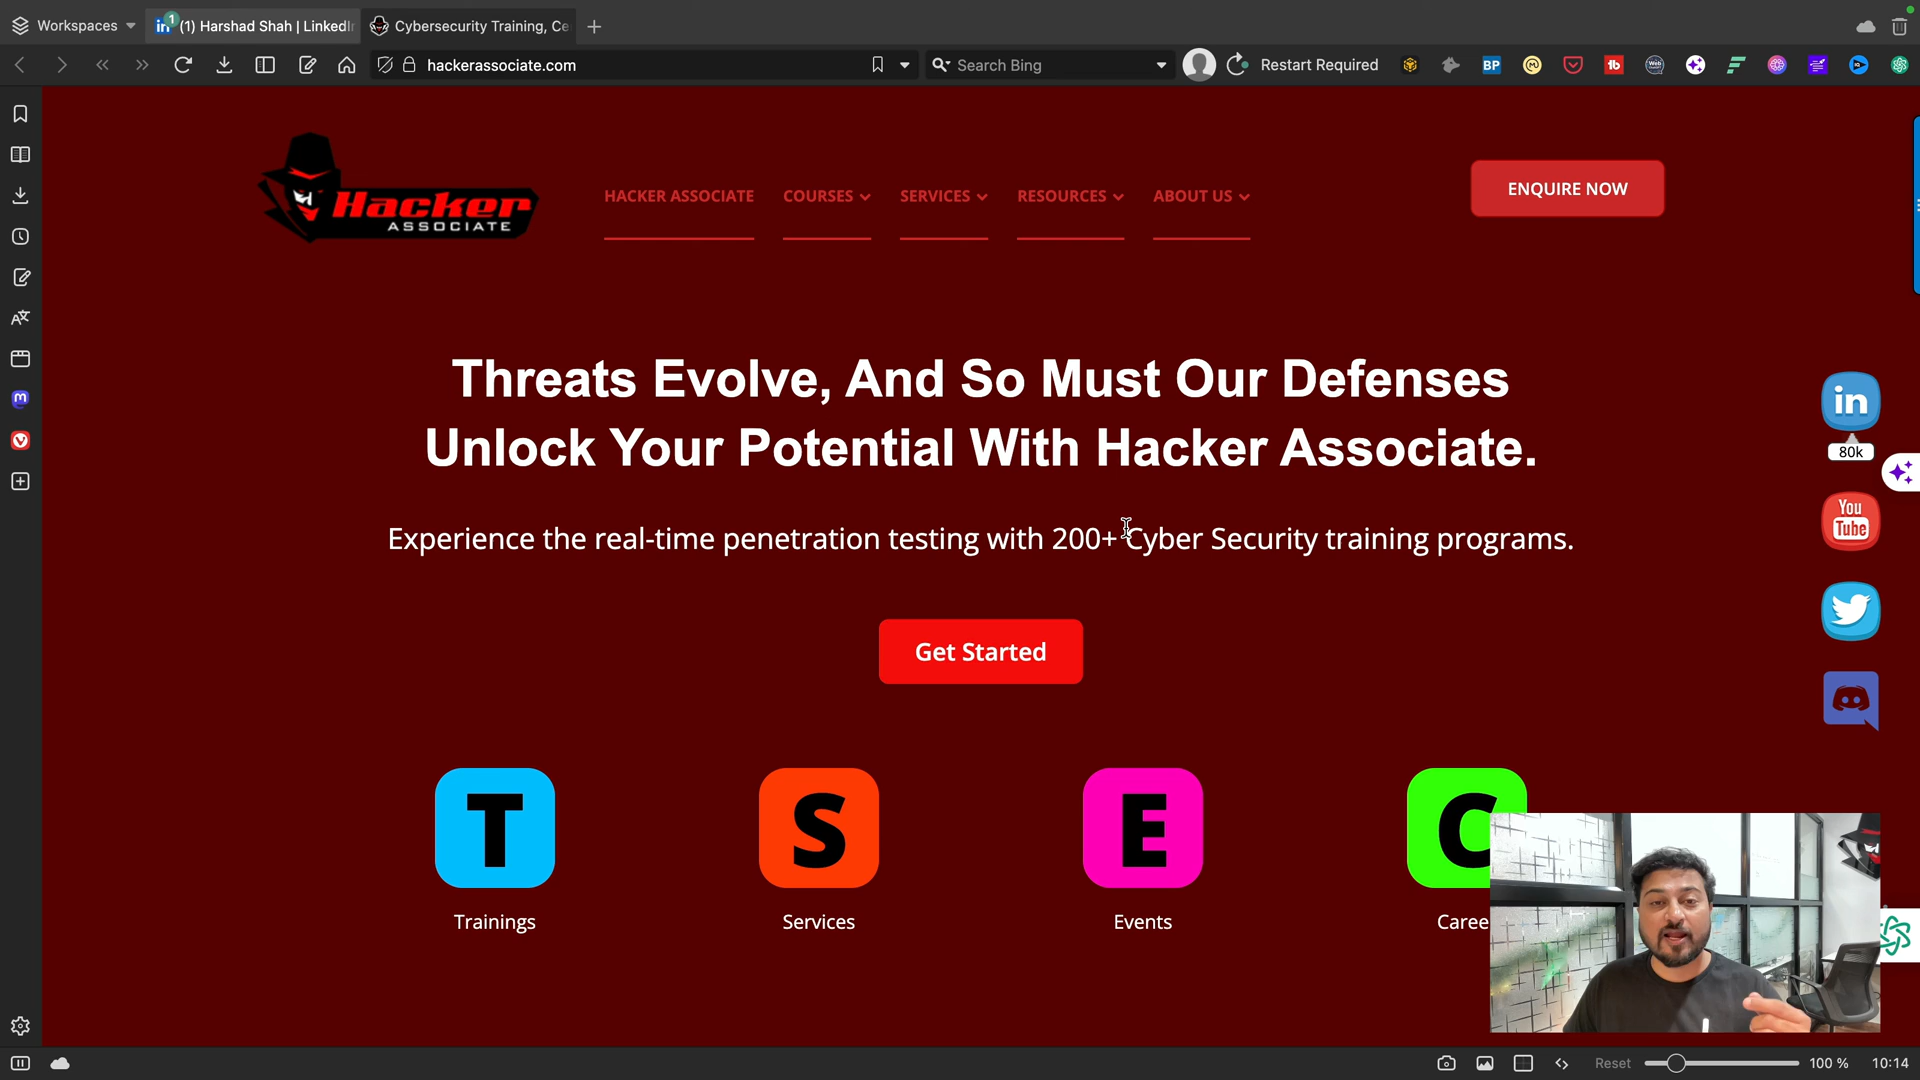 Workspaces
1
in
(1) Harshad Shah | LinkedIn
Cybersecurity Training, Ce
hackerassociate.com
Search Bing
Restart Required
BP
tb
Hacker
ASSOCIATE
HACKER ASSOCIATE
COURSES
SERVICES
RESOURCES
ABOUT US
ENQUIRE NOW
Threats Evolve, And So Must Our Defenses
Unlock Your Potential With Hacker Associate.
Experience the real-time penetration testing with 200+ Cyber Security training programs.
Get Started
in
80k
You
Tube
T
S
E
C
Trainings
Services
Events
Caree
Reset
100 %
10:14